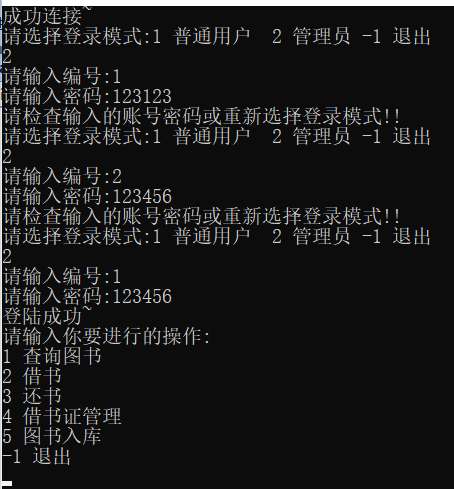 成功连接~
请选择登录模式:1 普通用户  2 管理员 -1 退出
2
请输入编号:1
请输入密码:123123
请检查输入的账号密码或重新选择登录模式!!
请选择登录模式:1 普通用户  2 管理员 -1 退出
2
请输入编号:2
请输入密码:123456
请检查输入的账号密码或重新选择登录模式!!
请选择登录模式:1 普通用户  2 管理员 -1 退出
2
请输入编号:1
请输入密码:123456
登陆成功~
请输入你要进行的操作:
1 查询图书
2 借书
3 还书
4 借书证管理
5 图书入库
-1 退出